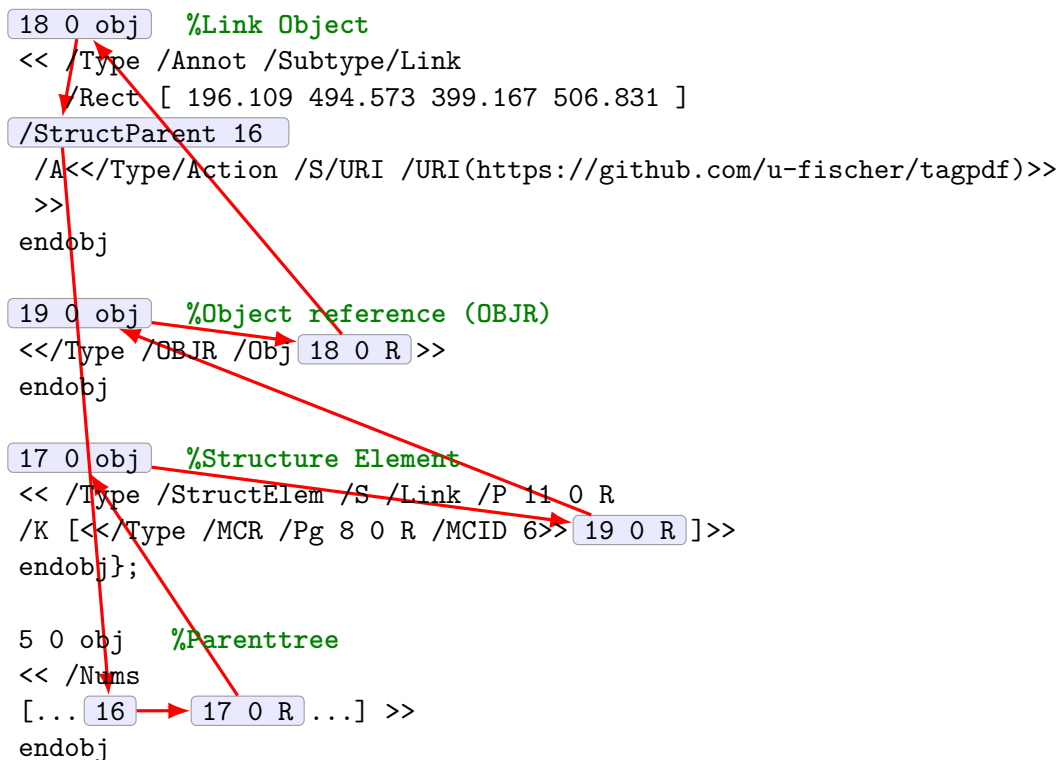 18 0 obj %Link Object
<< /Type /Annot /Subtype/Link
/Rect [ 196.109 494.573 399.167 506.831 ]
/StructParent 16
/A<</Type/Action /S/URI /URI(https://github.com/u-fischer/tagpdf)>>
>>
endobj
19 0 obj %Object reference (OBJR)
<</Type /OBJR /Obj 18 0 R >>
endobj
17 0 obj %Structure Element
<< /Type /StructElem /S /Link /P 11 0 R
/K [<</Type /MCR /Pg 8 0 R /MCID 6>> 19 0 R ]>>
endobj};
5 0 obj %Parenttree
<< /Nums
[... 16 17 0 R ...] >>
endobj